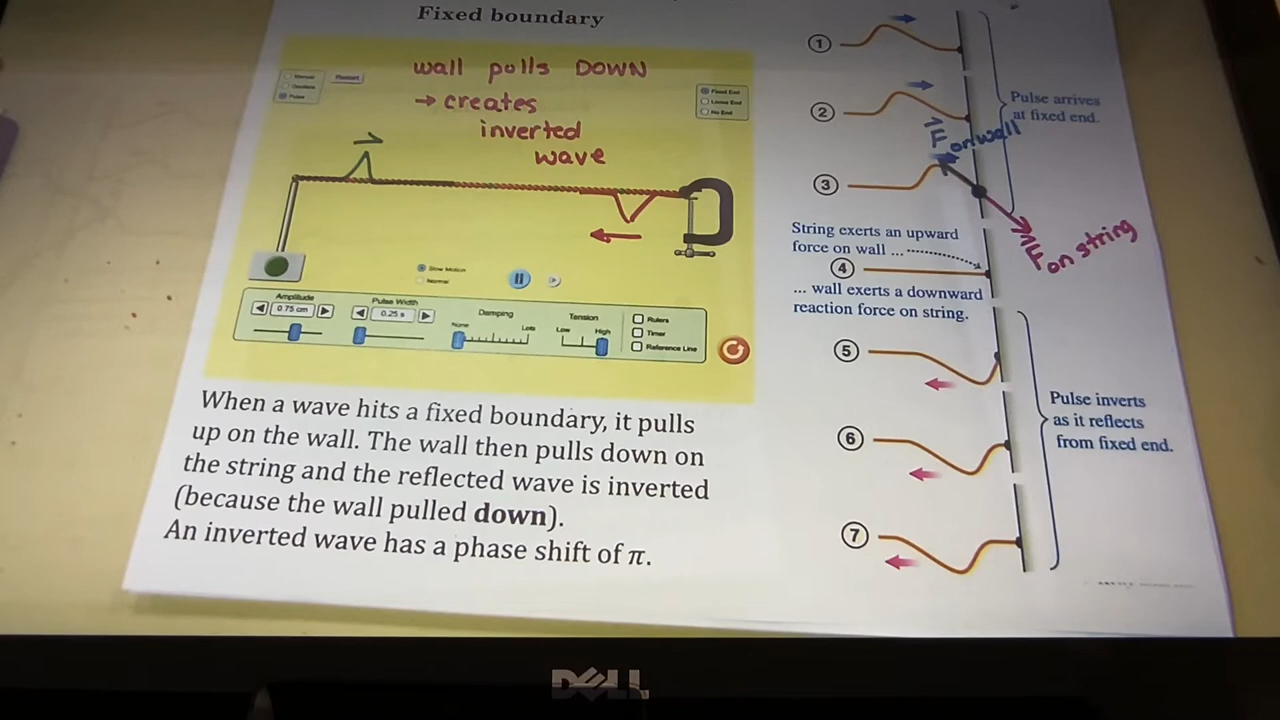 Fixed boundary
wall pulls DOWN
→ creates
inverted
wave
Manual
Oscillate
Pulse
Restart
Fixed End
Loose End
No End
Slow Motion
Normal
Amplitude
0.75 cm
Pulse Width
0.25 s
Damping
None
Lots
Tension
Low
High
Rulers
Timer
Reference Line
When a wave hits a fixed boundary, it pulls
up on the wall. The wall then pulls down on
the string and the reflected wave is inverted
(because the wall pulled down).
An inverted wave has a phase shift of π.
1
2
3
Pulse arrives
at fixed end.
F on wall
F on string
String exerts an upward
force on wall ...
4
... wall exerts a downward
reaction force on string.
5
6
7
Pulse inverts
as it reflects
from fixed end.
DELL